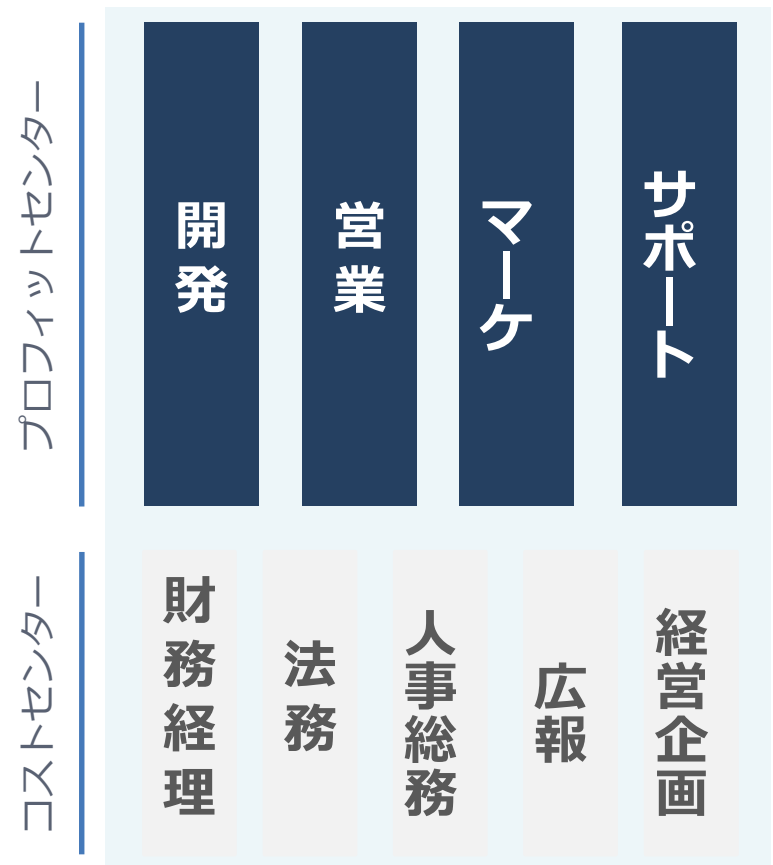 プロフィットセンター
開発
営業
マーケ
サポート
コストセンター
財務経理
法務
人事総務
広報
経営企画